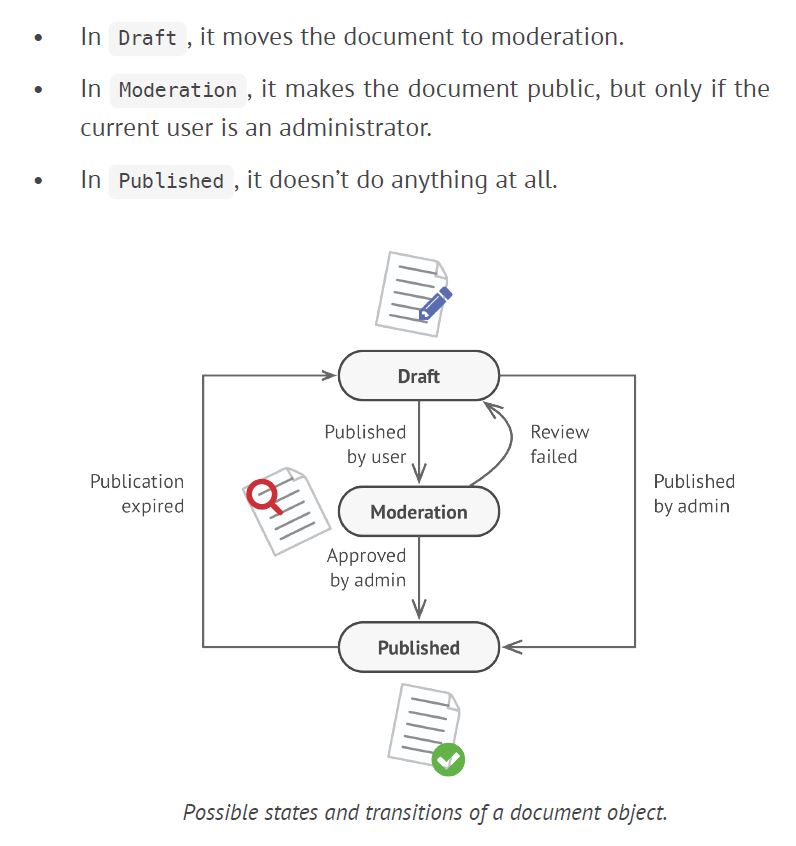 • In Draft , it moves the document to moderation.
• In Moderation , it makes the document public, but only if the
current user is an administrator.
• In Published , it doesn’t do anything at all.
Draft
Published
by user
Review
failed
Publication
expired
Published
by admin
Moderation
Approved
by admin
Published
Possible states and transitions of a document object.